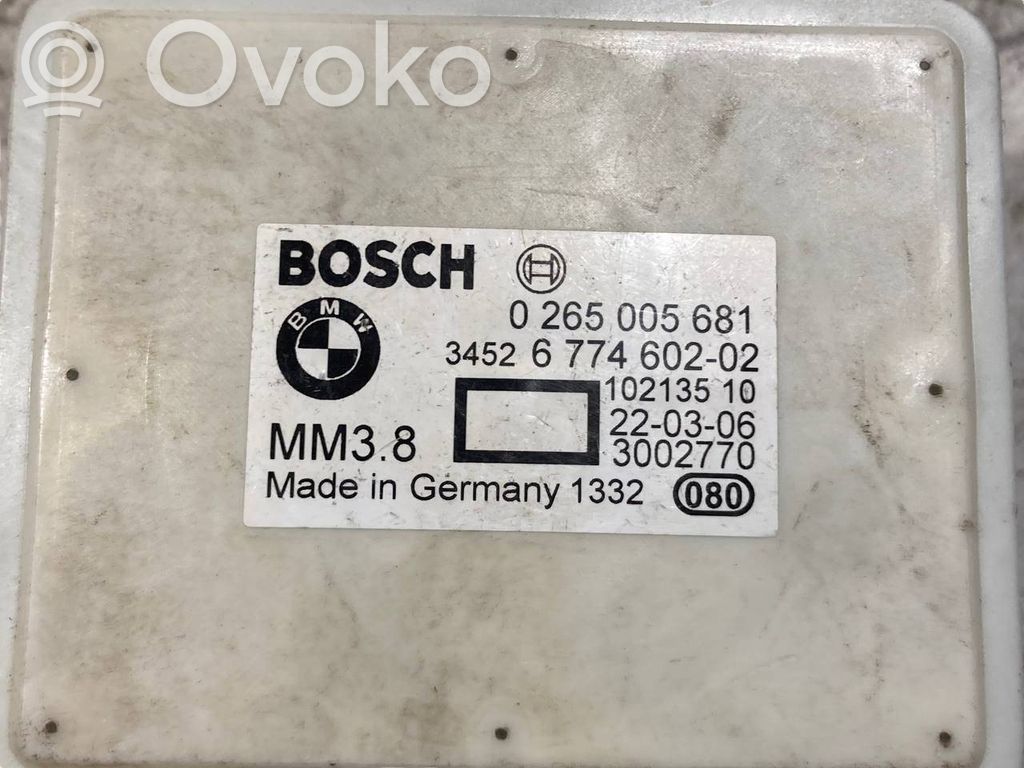 Ovoko
BOSCH
BMW
0 265 005 681
3452 6 774 602-02
102135 10
22-03-06
MM3.8
3002770
Made in Germany 1332
080